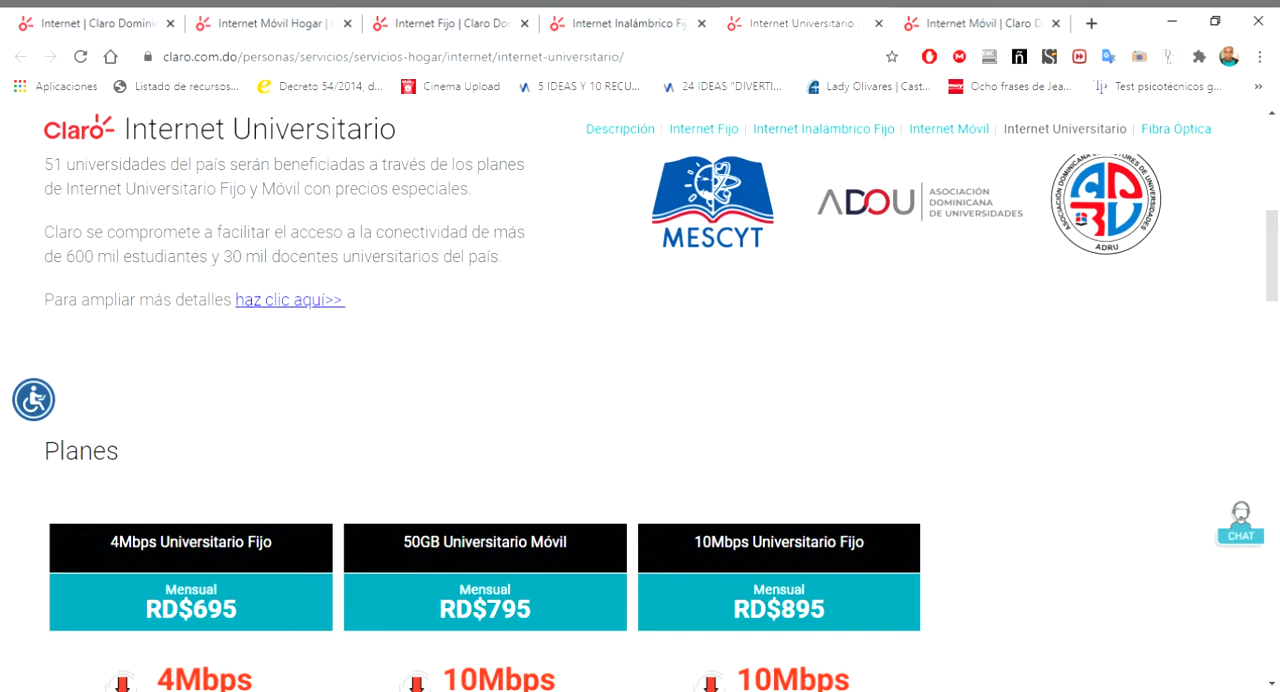 Internet | Claro Dominic
Internet Móvil Hogar |
Internet Fijo | Claro Do
Internet Inalámbrico Fij
Internet Universitario
Internet Móvil | Claro D
claro.com.do/personas/servicios/servicios-hogar/internet/internet-universitario/
Aplicaciones
Listado de recursos...
Decreto 54/2014, d...
Cinema Upload
5 IDEAS Y 10 RECU...
24 IDEAS "DIVERTI...
Lady Olivares | Cast...
Ocho frases de Jea...
Test psicotécnicos g...
»
Claro Internet Universitario
Descripción | Internet Fijo | Internet Inalámbrico Fijo | Internet Móvil | Internet Universitario | Fibra Óptica
51 universidades del país serán beneficiadas a través de los planes
de Internet Universitario Fijo y Móvil con precios especiales.
Claro se compromete a facilitar el acceso a la conectividad de más
de 600 mil estudiantes y 30 mil docentes universitarios del país.
Para ampliar más detalles haz clic aquí>>
MESCYT
ADOU
ASOCIACIÓN
DOMINICANA
DE UNIVERSIDADES
ASOCIACIÓN DOMINICANA DE RECTORES DE UNIVERSIDADES
ADRU
Planes
CHAT
4Mbps Universitario Fijo
Mensual
RD$695
4Mbps
50GB Universitario Móvil
Mensual
RD$795
10Mbps
10Mbps Universitario Fijo
Mensual
RD$895
10Mbps